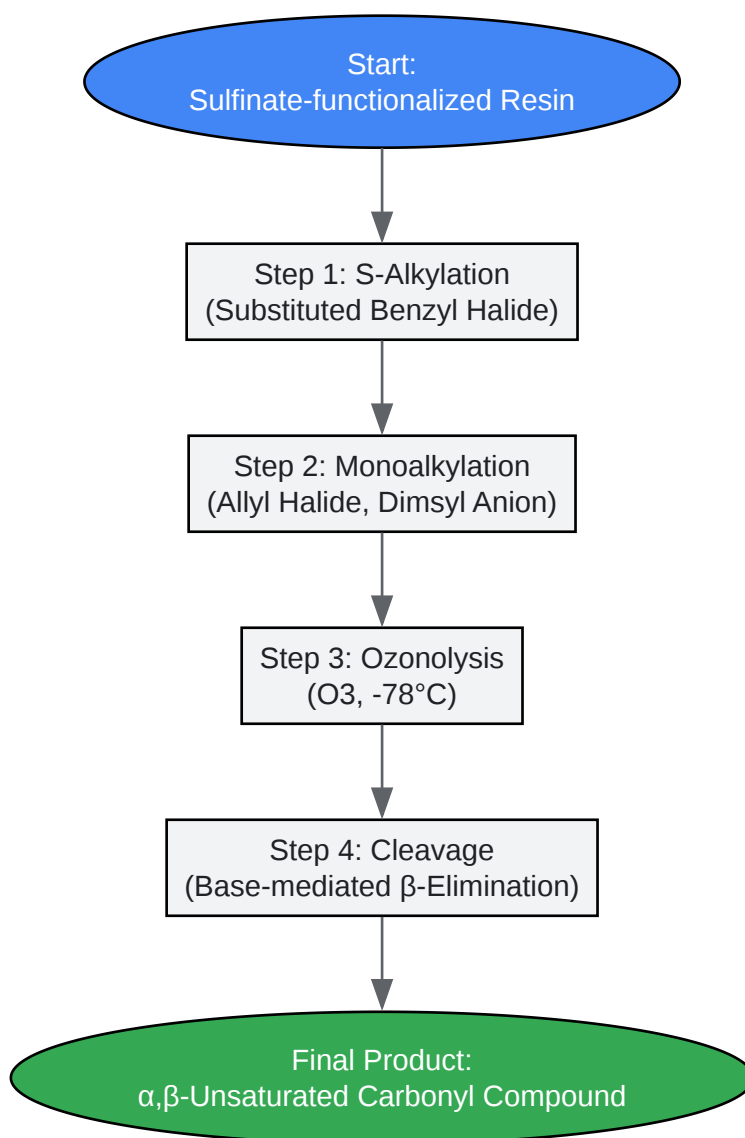 Start:
Sulfinate-functionalized Resin
Step 1: S-Alkylation
(Substituted Benzyl Halide)
Step 2: Monoalkylation
(Allyl Halide, Dimsyl Anion)
Step 3: Ozonolysis
(O3, -78°C)
Step 4: Cleavage
(Base-mediated β-Elimination)
Final Product:
α,β-Unsaturated Carbonyl Compound